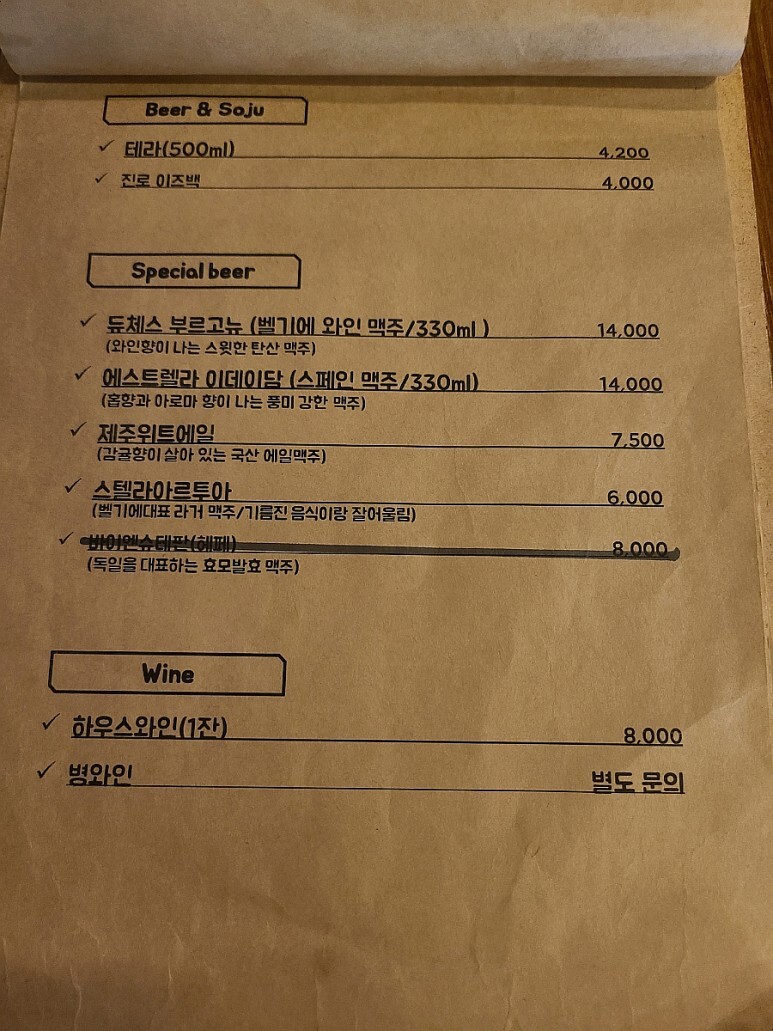 Beer & Soju
테라(500ml) 4,200
진로 이즈백 4,000
Special beer
듀체스 부르고뉴 (벨기에 와인 맥주/330ml ) 14,000
(와인향이 나는 스윗한 탄산 맥주)
에스트렐라 이데이담 (스페인 맥주/330ml) 14,000
(홉향과 아로마 향이 나는 풍미 강한 맥주)
제주위트에일 7,500
(감귤향이 살아 있는 국산 에일맥주)
스텔라아르투아 6,000
(벨기에대표 라거 맥주/기름진 음식이랑 잘어울림)
바이엔슈테판(헤페) 8,000
(독일을 대표하는 효모발효 맥주)
Wine
하우스와인(1잔) 8,000
병와인 별도 문의